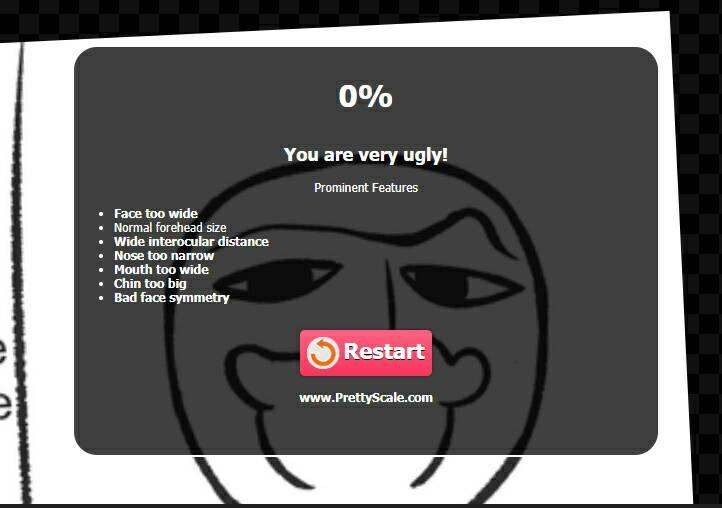 0%
You are very ugly!
Prominent Features
• Face too wide
• Normal forehead size
• Wide interocular distance
• Nose too narrow
• Mouth too wide
• Chin too big
• Bad face symmetry
Restart
www.PrettyScale.com
e
e